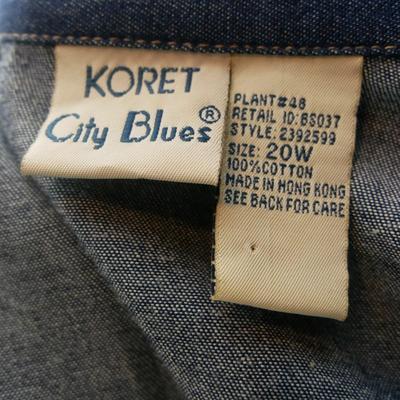 KORET
City Blues®
PLANT#48
RETAIL ID:BS037
STYLE: 2392599
SIZE: 20W
100%COTTON
MADE IN HONG KONG
SEE BACK FOR CARE